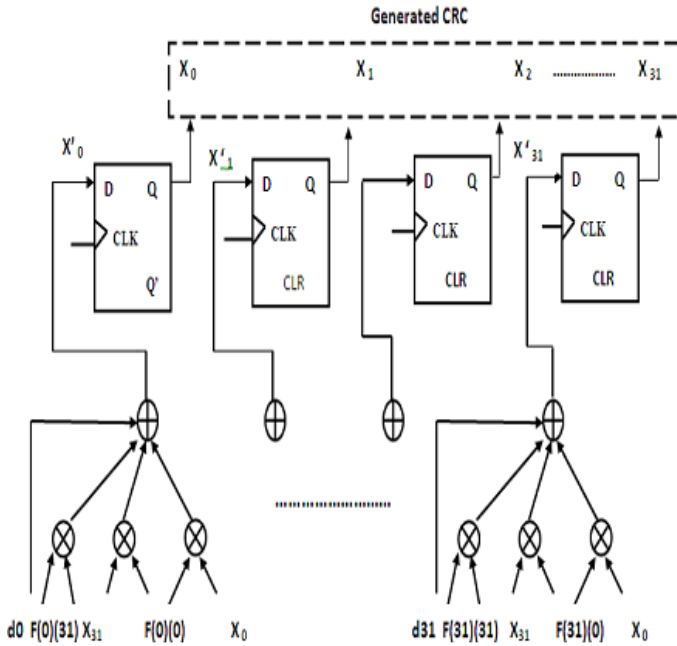 Generated CRC
X0 X1 X2 .................. X31
X'0 X'1 X'31
D Q D Q D Q D Q
CLK CLK CLK CLK
Q' CLR CLR CLR
............................
d0 F(0)(31) X31 F(0)(0) X0 d31 F(31)(31) X31 F(31)(0) X0